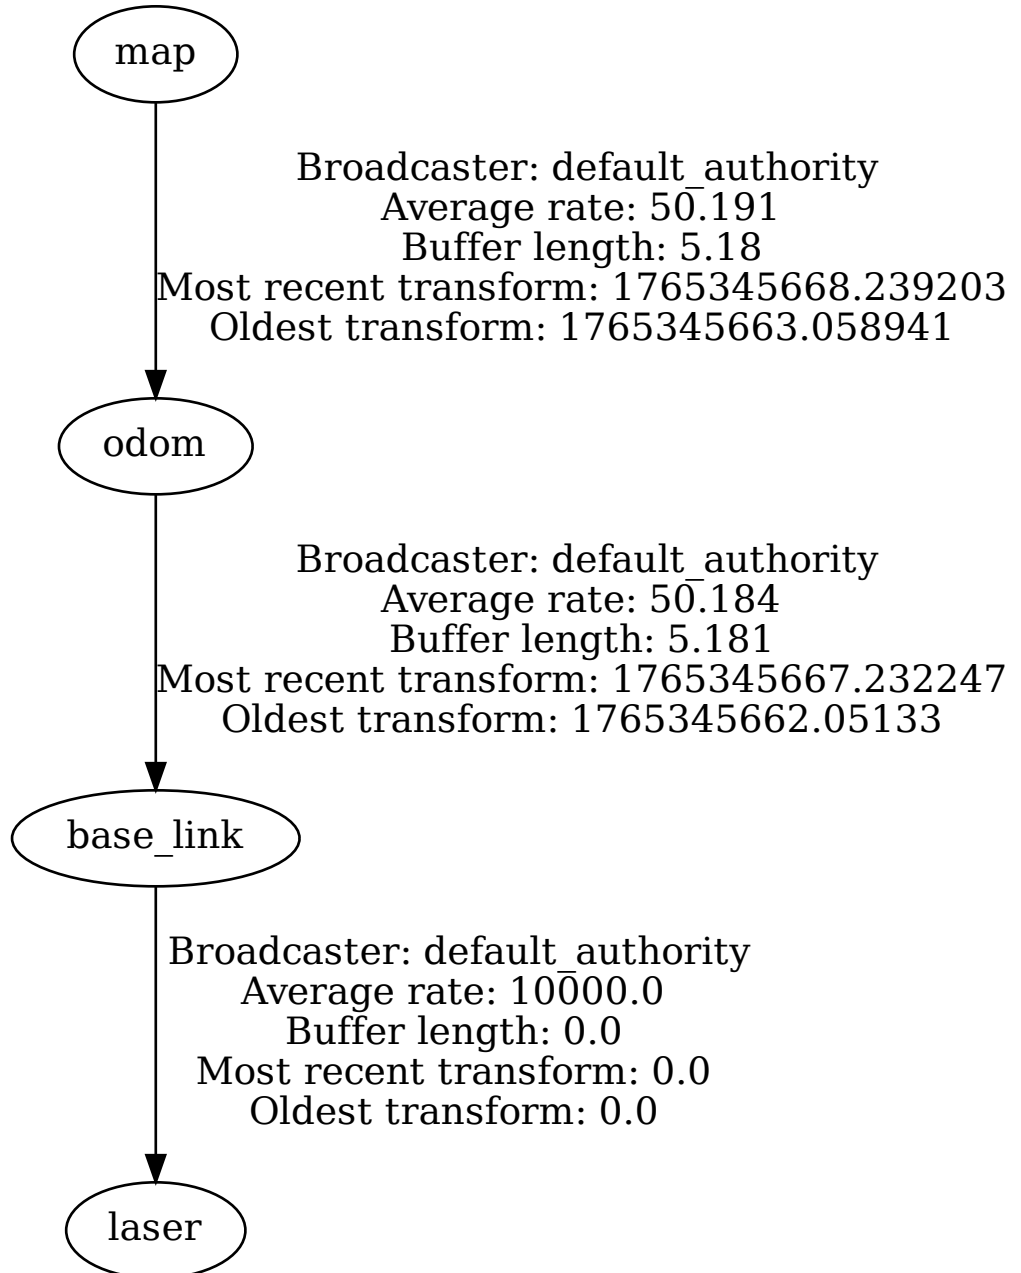 map
Broadcaster: default_authority
Average rate: 50.191
Buffer length: 5.18
Most recent transform: 1765345668.239203
Oldest transform: 1765345663.058941
odom
Broadcaster: default_authority
Average rate: 50.184
Buffer length: 5.181
Most recent transform: 1765345667.232247
Oldest transform: 1765345662.05133
base_link
Broadcaster: default_authority
Average rate: 10000.0
Buffer length: 0.0
Most recent transform: 0.0
Oldest transform: 0.0
laser